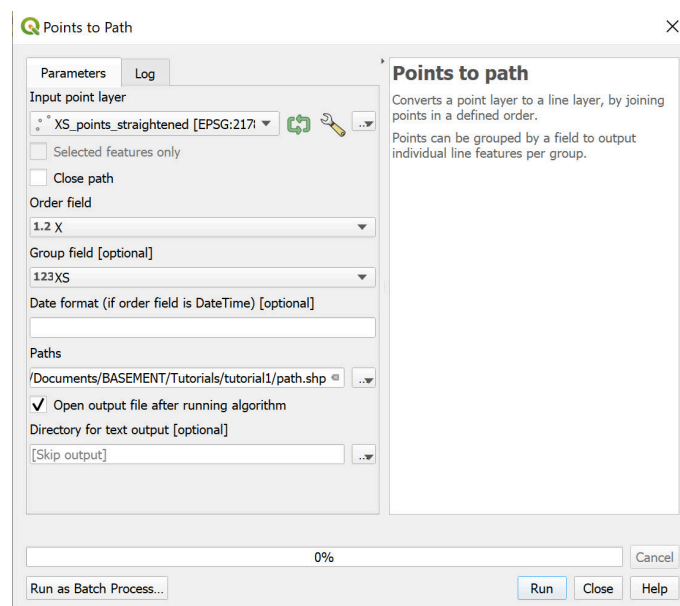 Points to Path
Parameters
Log
Input point layer
XS_points_straightened [EPSG:217
Selected features only
Close path
Order field
1.2 X
Group field [optional]
123 XS
Date format (if order field is DateTime) [optional]
Paths
/Documents/BASEMENT/Tutorials/tutorial1/path.shp
...
Open output file after running algorithm
Directory for text output [optional]
[Skip output]
...
Points to path
Converts a point layer to a line layer, by joining
points in a defined order.
Points can be grouped by a field to output
individual line features per group.
0%
Cancel
Run as Batch Process...
Run
Close
Help